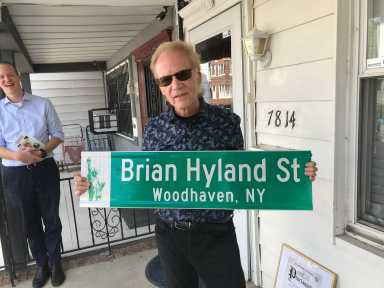 Brian Hyland St
Woodhaven, NY
7814